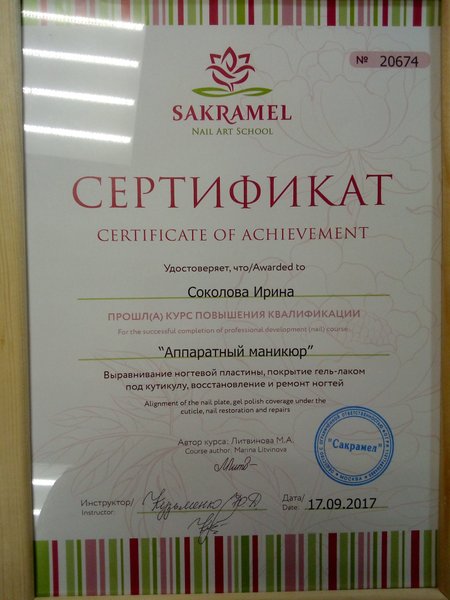 № 20674
SAKRAMEL
NAIL ART SCHOOL
СЕРТИФИКАТ
CERTIFICATE OF ACHIEVEMENT
Удостоверяет, что/Awarded to
Соколова Ирина
ПРОШЛ(А) КУРС ПОВЫШЕНИЯ КВАЛИФИКАЦИИ
For the successful completion of professional development (nail) course
“Аппаратный маникюр”
Выравнивание ногтевой пластины, покрытие гель-лаком
под кутикулу, восстановление и ремонт ногтей
Alignment of the nail plate, gel polish coverage under the
cuticle, nail restoration and repairs
Автор курса: Литвинова М.А.
Course author: Marina Litvinova
"Сакрамел"
Инструктор/ Кузьменко
Instructor:
Дата/ 17.09.2017
Date: